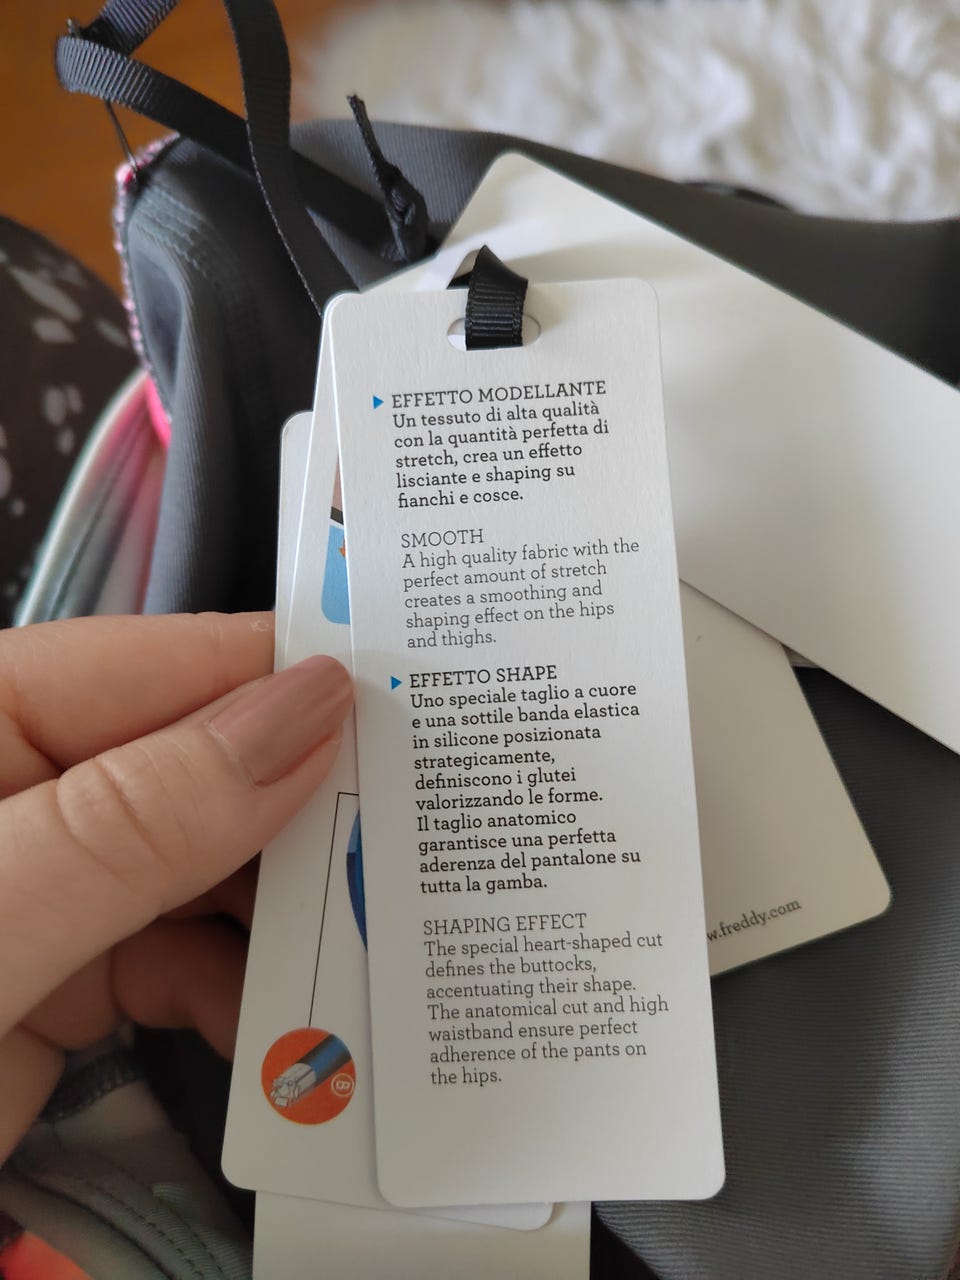 EFFETTO MODELLANTE
Un tessuto di alta qualità
con la quantità perfetta di
stretch, crea un effetto
lisciante e shaping su
fianchi e cosce.
SMOOTH
A high quality fabric with the
perfect amount of stretch
creates a smoothing and
shaping effect on the hips
and thighs.
EFFETTO SHAPE
Uno speciale taglio a cuore
e una sottile banda elastica
in silicone posizionata
strategicamente,
definiscono i glutei
valorizzando le forme.
Il taglio anatomico
garantisce una perfetta
aderenza del pantalone su
tutta la gamba.
SHAPING EFFECT
The special heart-shaped cut
defines the buttocks,
accentuating their shape.
The anatomical cut and high
waistband ensure perfect
adherence of the pants on
the hips.
w.freddy.com
B